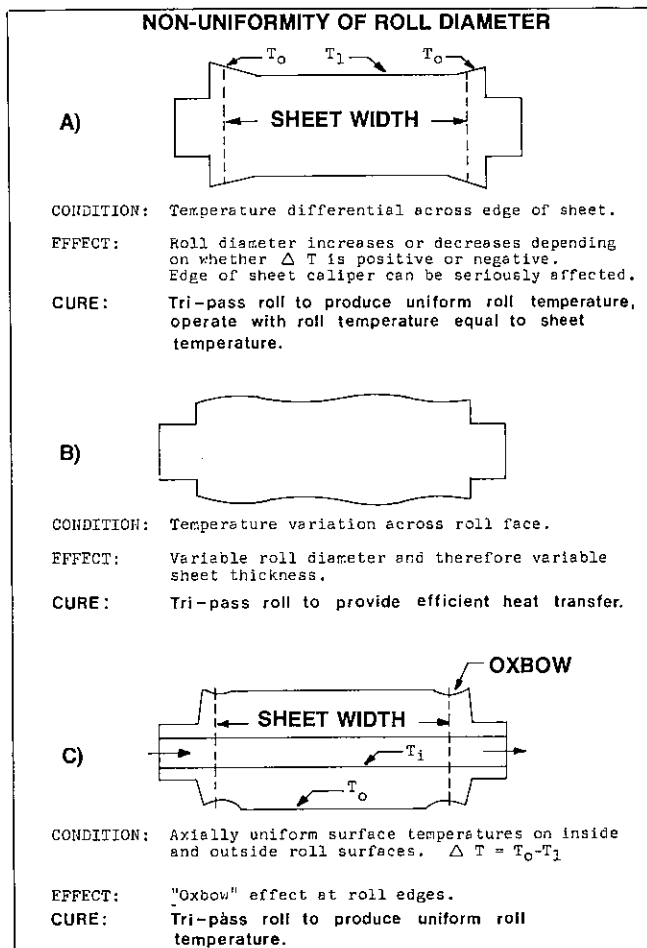 NON-UNIFORMITY OF ROLL DIAMETER
T₀ T₁ T₀
A)
SHEET WIDTH
CONDITION: Temperature differential across edge of sheet.
EFFECT: Roll diameter increases or decreases depending
on whether △ T is positive or negative.
Edge of sheet caliper can be seriously affected.
CURE: Tri-pass roll to produce uniform roll temperature,
operate with roll temperature equal to sheet
temperature.
B)
CONDITION: Temperature variation across roll face.
EFFECT: Variable roll diameter and therefore variable
sheet thickness.
CURE: Tri-pass roll to provide efficient heat transfer.
OXBOW
SHEET WIDTH
C)
Tᵢ
T₀
CONDITION: Axially uniform surface temperatures on inside
and outside roll surfaces. △ T = T₀-T₁
EFFECT: "Oxbow" effect at roll edges.
CURE: Tri-pass roll to produce uniform roll
temperature.